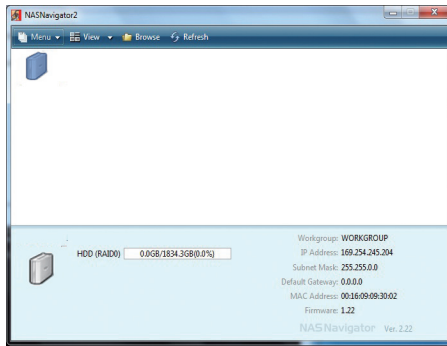 NASNavigator2
Menu View Browse Refresh
HDD (RAID0) 0.0GB/1834.3GB(0.0%)
Workgroup: WORKGROUP
IP Address: 169.254.245.204
Subnet Mask: 255.255.0.0
Default Gateway: 0.0.0.0
MAC Address: 00:16:09:09:30:02
Firmware: 1.22
NASNavigator Ver. 2.22